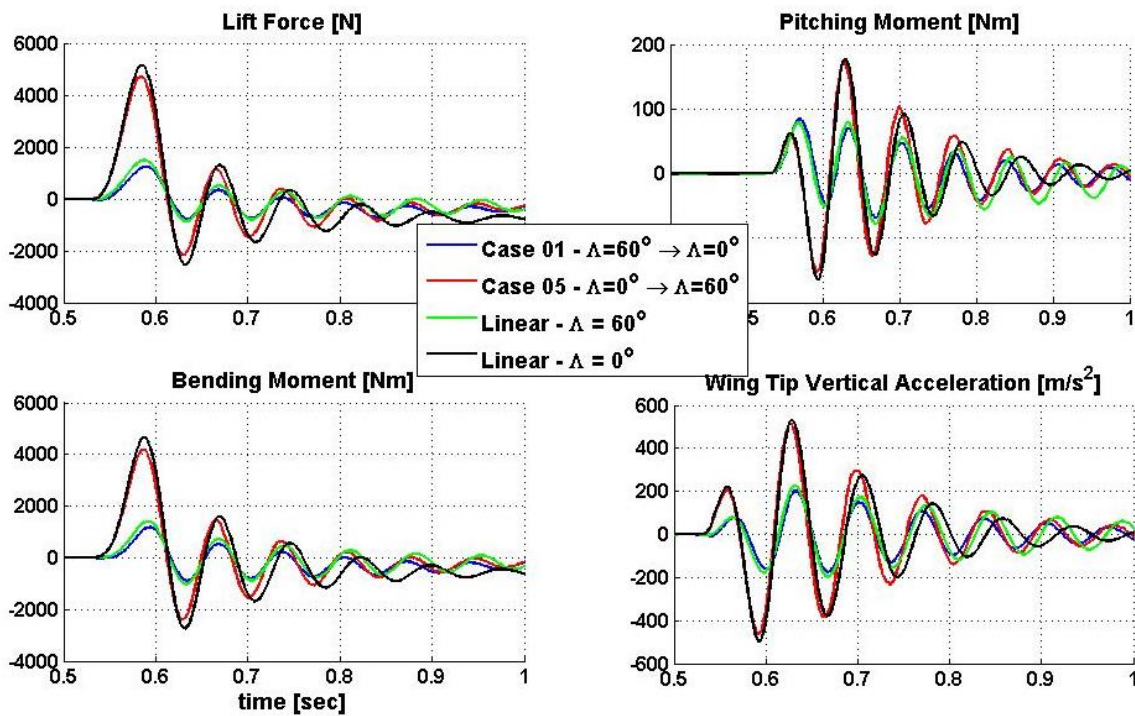 Lift Force [N]
6000
4000
2000
0
-2000
-4000
0.5 0.6 0.7 0.8 0.9 1
Pitching Moment [Nm]
200
100
0
0.6 0.7 0.8 0.9 1
Case 01 - Λ=60° → Λ=0°
Case 05 - Λ=0° → Λ=60°
Linear - Λ = 60°
Linear - Λ = 0°
Bending Moment [Nm]
6000
4000
2000
0
-2000
-4000
0.5 0.6 0.7 0.8 0.9 1
time [sec]
Wing Tip Vertical Acceleration [m/s²]
600
400
200
0
-200
-400
-600
0.5 0.6 0.7 0.8 0.9 1